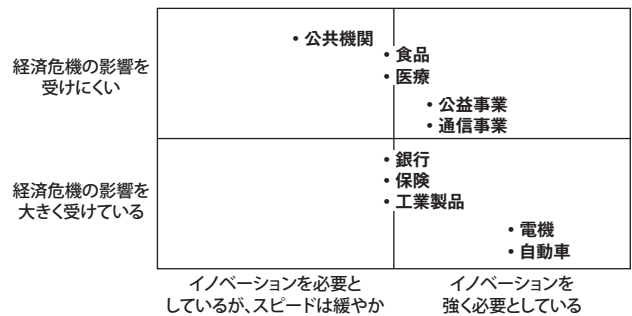 経済危機の影響を
受けにくい
・公共機関
・食品
・医療
・公益事業
・通信事業
経済危機の影響を
大きく受けている
・銀行
・保険
・工業製品
・電機
・自動車
イノベーションを必要と
しているが、スピードは緩やか
イノベーションを
強く必要としている